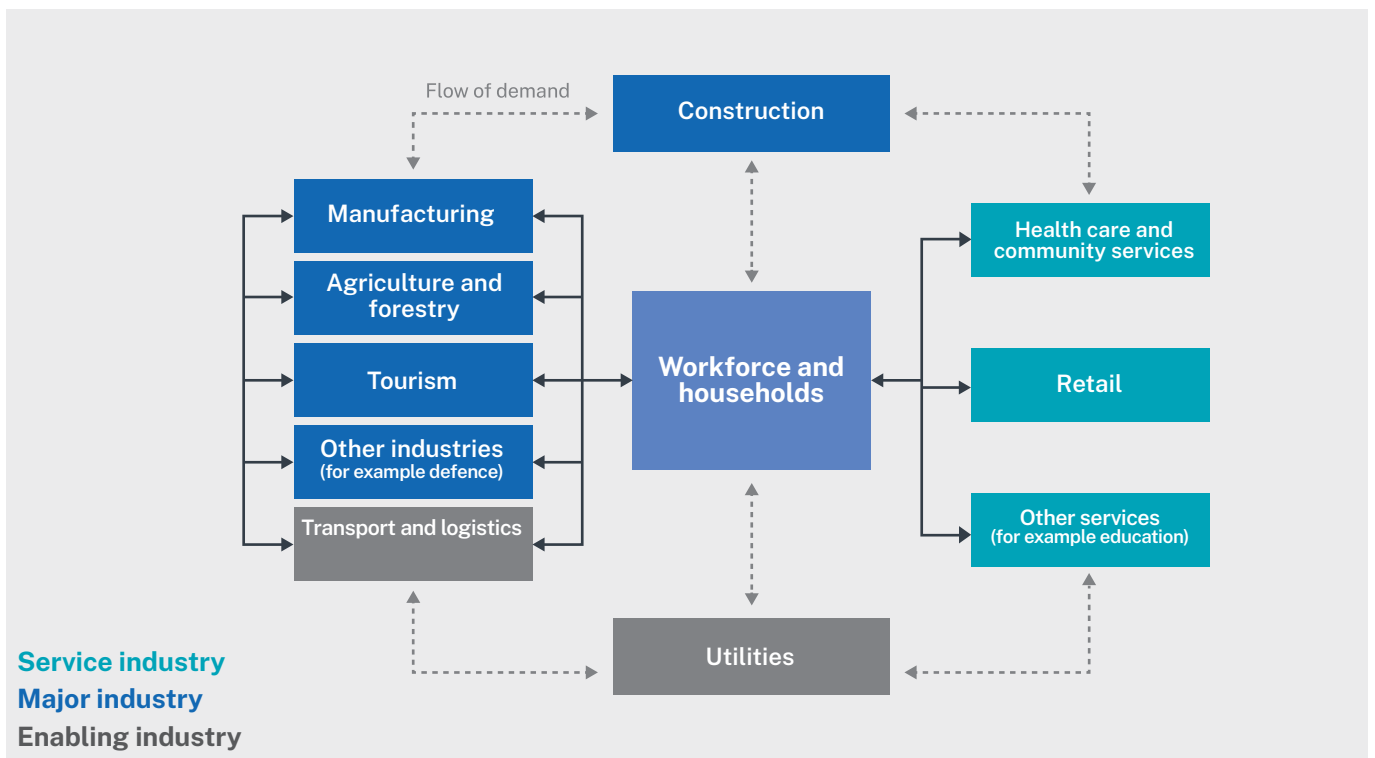 Flow of demand
Construction
Manufacturing
Agriculture and
forestry
Tourism
Other industries
(for example defence)
Transport and logistics
Workforce and
households
Health care and
community services
Retail
Other services
(for example education)
Utilities
Service industry
Major industry
Enabling industry